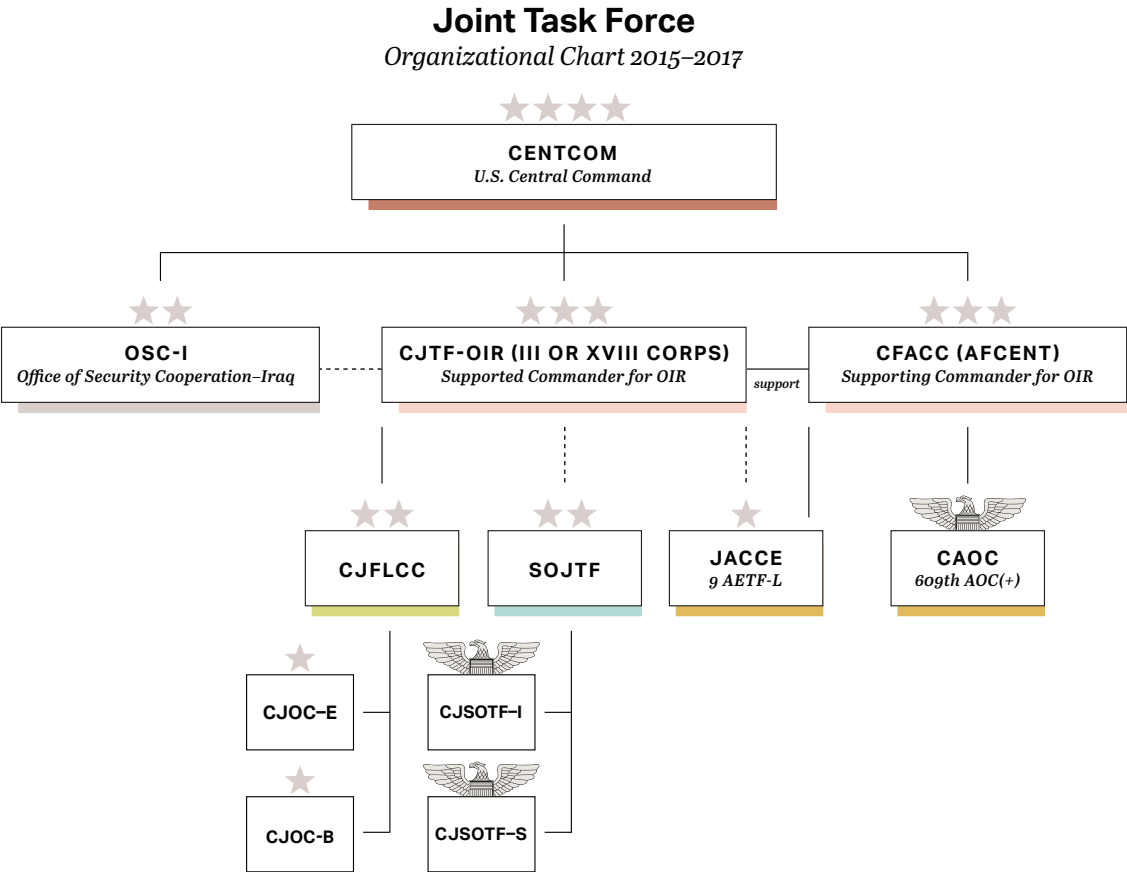 Joint Task Force
Organizational Chart 2015–2017
CENTCOM
U.S. Central Command
OSC-I
Office of Security Cooperation–Iraq
CJTF-OIR (III OR XVIII CORPS)
Supported Commander for OIR
support
CFACC (AFCENT)
Supporting Commander for OIR
CJFLCC
SOJTF
JACCE
9 AETF-L
CAOC
609th AOC(+)
CJOC–E
CJSOTF–I
CJOC-B
CJSOTF–S